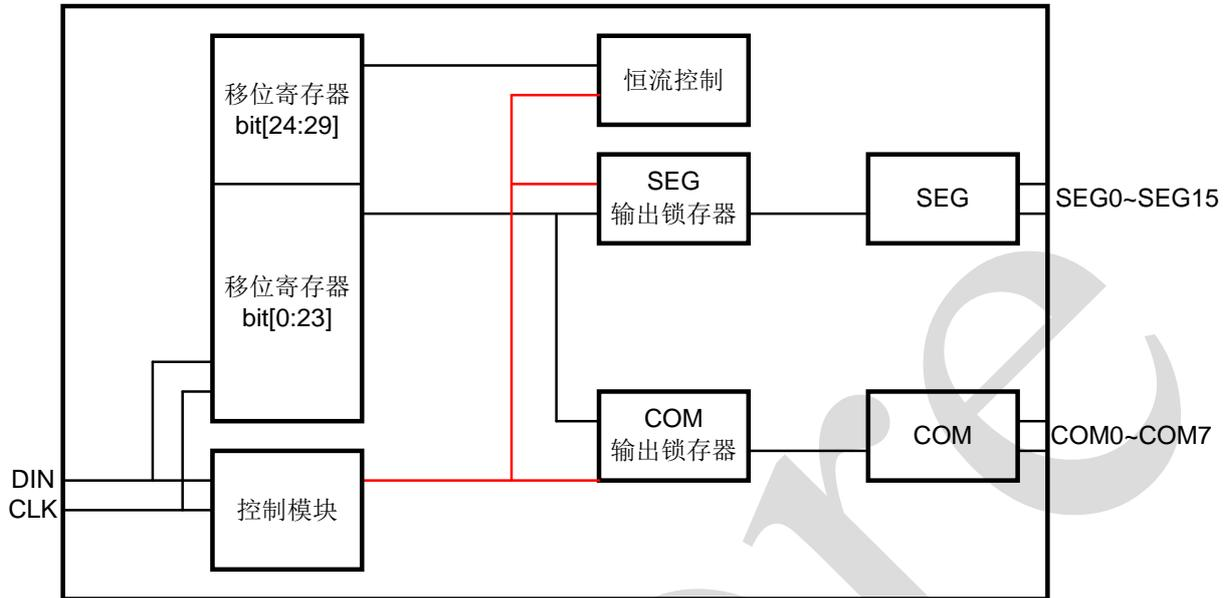 移位寄存器
bit[24:29]
恒流控制
SEG
输出锁存器
SEG
SEG0~SEG15
移位寄存器
bit[0:23]
COM
输出锁存器
COM
COM0~COM7
DIN
CLK
控制模块
re